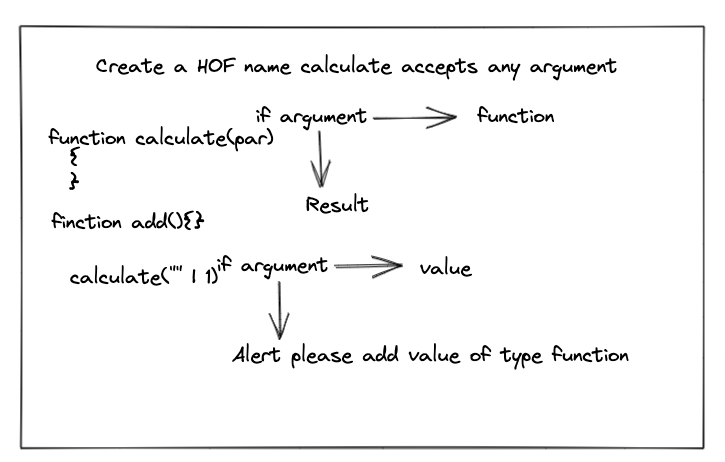 Create a HOF name calculate accepts any argument
if argument function
function calculate(par)
{
}
Result
finction add(){}
if argument value
calculate("" | 1)
Alert please add value of type function